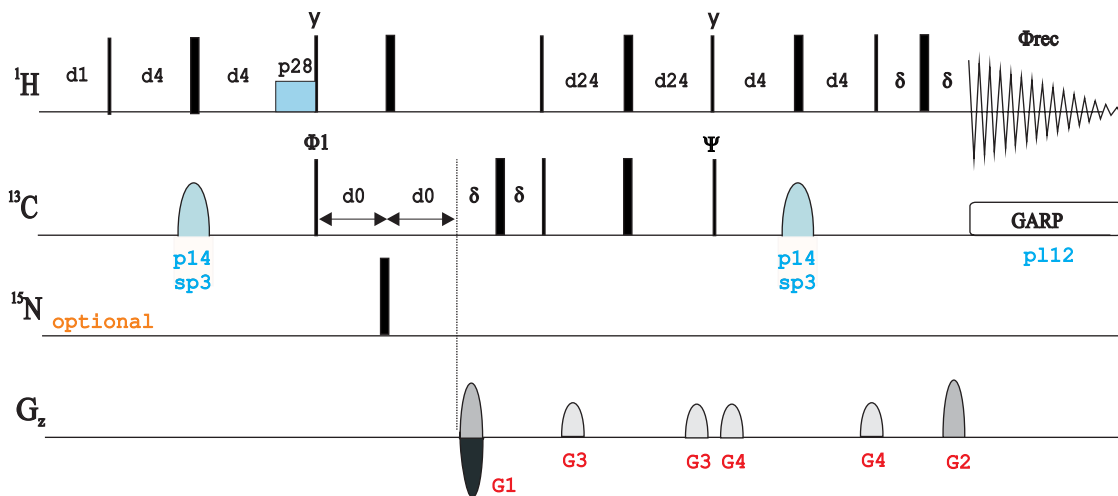 y y
Φrec
¹H d1 d4 d4 p28 d24 d24 d4 d4 δ δ
Φ1 Ψ
¹³C d0 d0 δ δ GARP
p14 p14 pl12
sp3 sp3
¹⁵N
optional
Gz
G1 G3 G3 G4 G4 G2